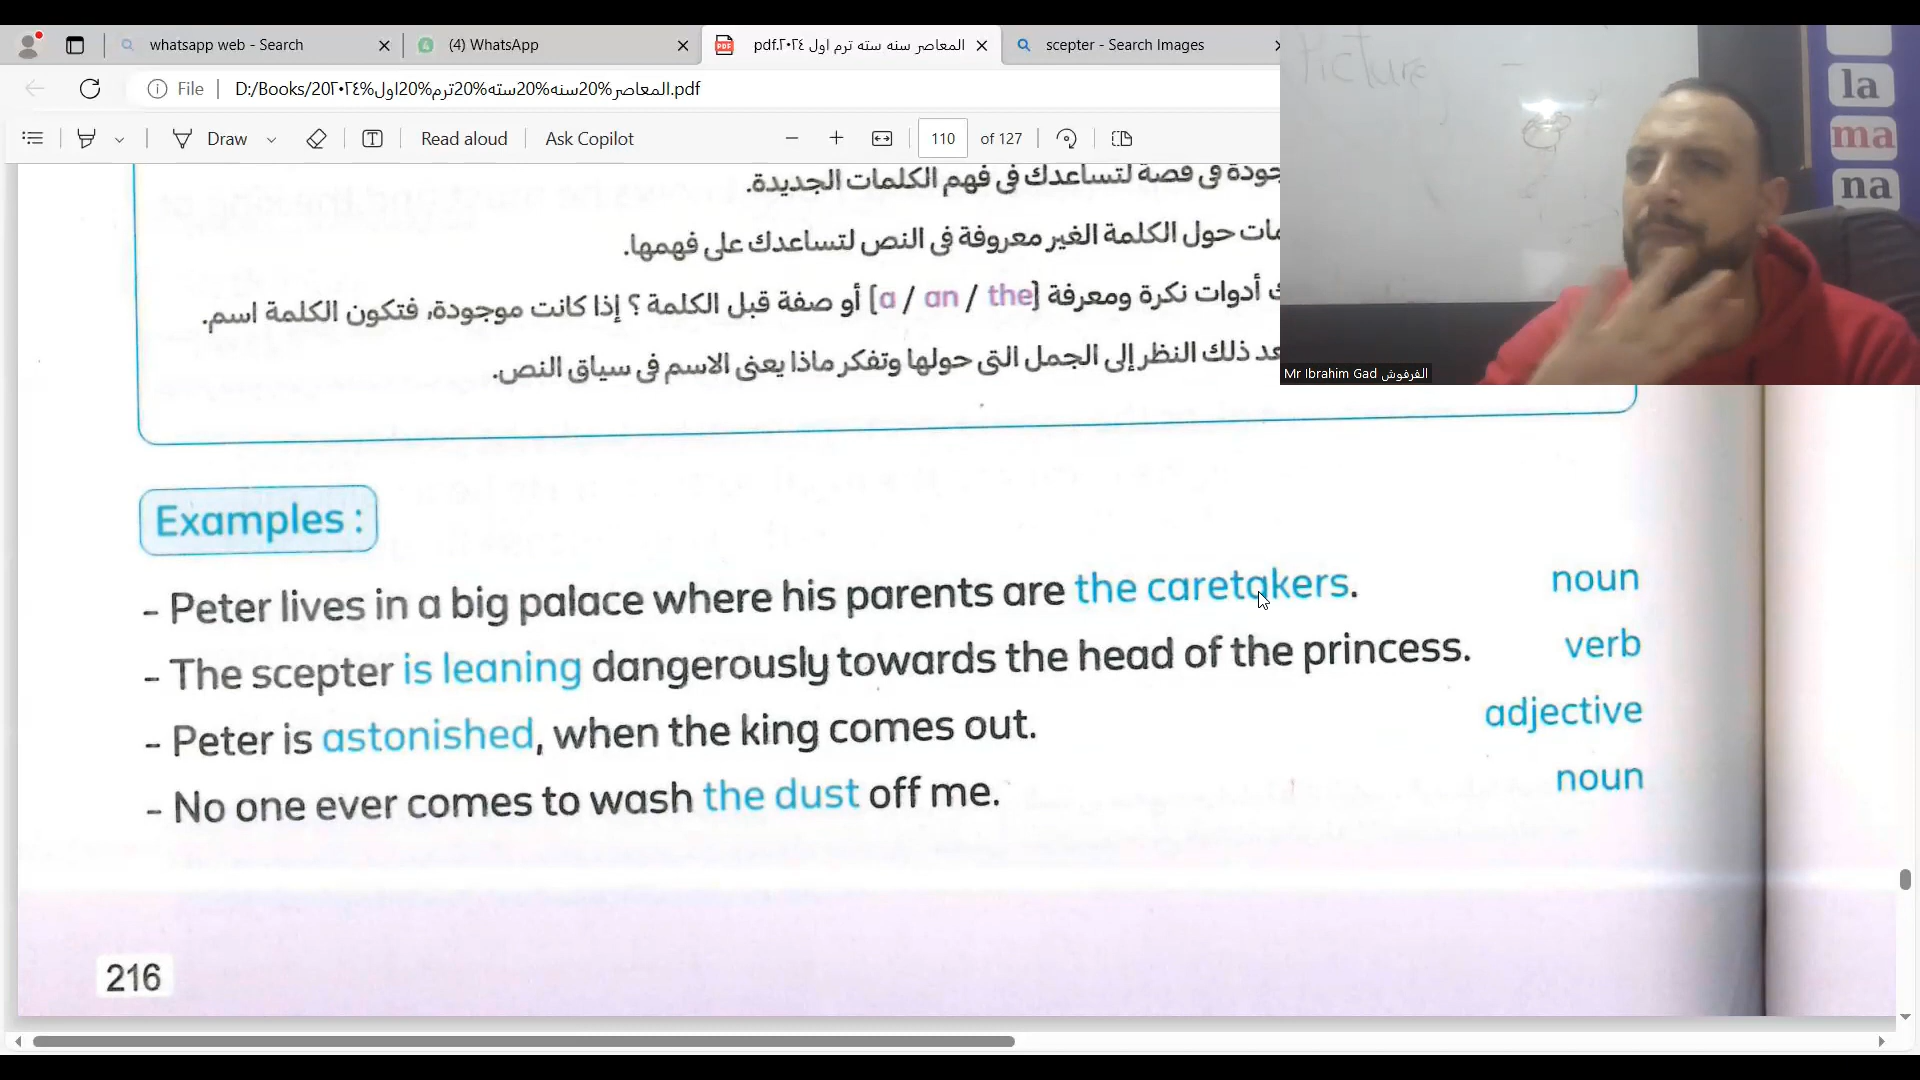 whatsapp web - Search
(4) WhatsApp
المعاصر سنه سته ترم اول ٢٠٢٤.pdf
scepter - Search Images
File
D:/Books/20٢٠٢٤%المعاصر%20سنه%20سته%20ترم%20اول.pdf
Draw
Read aloud
Ask Copilot
110 of 127
Picture
la
ma
na
Mr Ibrahim Gad الفرفوش
فى قصة لتساعدك فى فهم الكلمات الجديدة.
حول الكلمة الغير معروفة فى النص لتساعدك على فهمها.
أدوات نكرة ومعرفة [a / an / the] أو صفة قبل الكلمة ؟ إذا كانت موجودة، فتكون الكلمة اسم.
ذلك النظر إلى الجمل التى حولها وتفكر ماذا يعنى الاسم فى سياق النص.
Examples :
- Peter lives in a big palace where his parents are the caretakers. noun
- The scepter is leaning dangerously towards the head of the princess. verb
- Peter is astonished, when the king comes out. adjective
- No one ever comes to wash the dust off me. noun
216